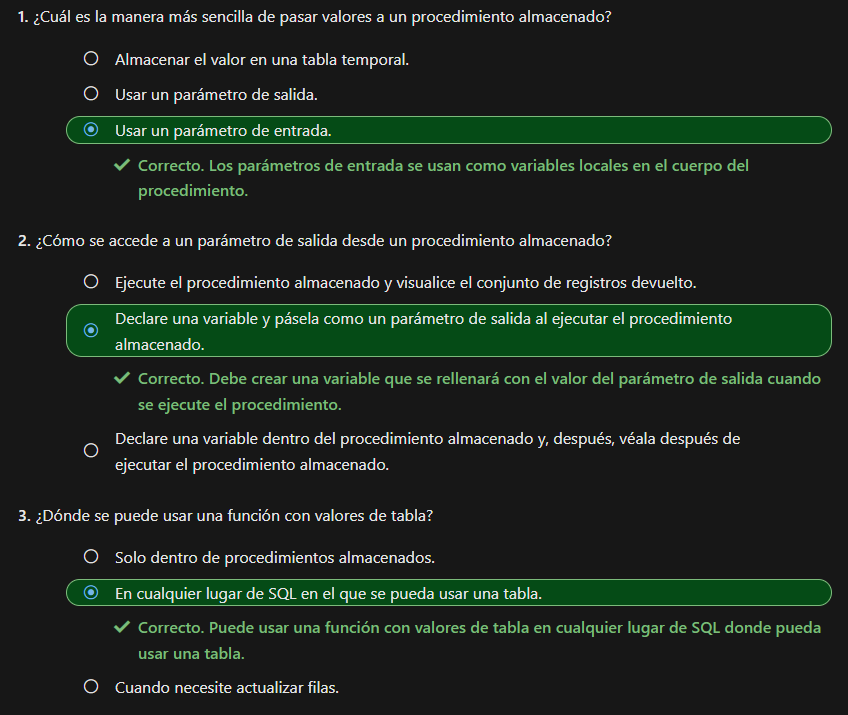 1. ¿Cuál es la manera más sencilla de pasar valores a un procedimiento almacenado?
Almacenar el valor en una tabla temporal.
Usar un parámetro de salida.
Usar un parámetro de entrada.
Correcto. Los parámetros de entrada se usan como variables locales en el cuerpo del
procedimiento.
2. ¿Cómo se accede a un parámetro de salida desde un procedimiento almacenado?
Ejecute el procedimiento almacenado y visualice el conjunto de registros devuelto.
Declare una variable y pásela como un parámetro de salida al ejecutar el procedimiento
almacenado.
Correcto. Debe crear una variable que se rellenará con el valor del parámetro de salida cuando
se ejecute el procedimiento.
Declare una variable dentro del procedimiento almacenado y, después, véala después de
ejecutar el procedimiento almacenado.
3. ¿Dónde se puede usar una función con valores de tabla?
Solo dentro de procedimientos almacenados.
En cualquier lugar de SQL en el que se pueda usar una tabla.
Correcto. Puede usar una función con valores de tabla en cualquier lugar de SQL donde pueda
usar una tabla.
Cuando necesite actualizar filas.